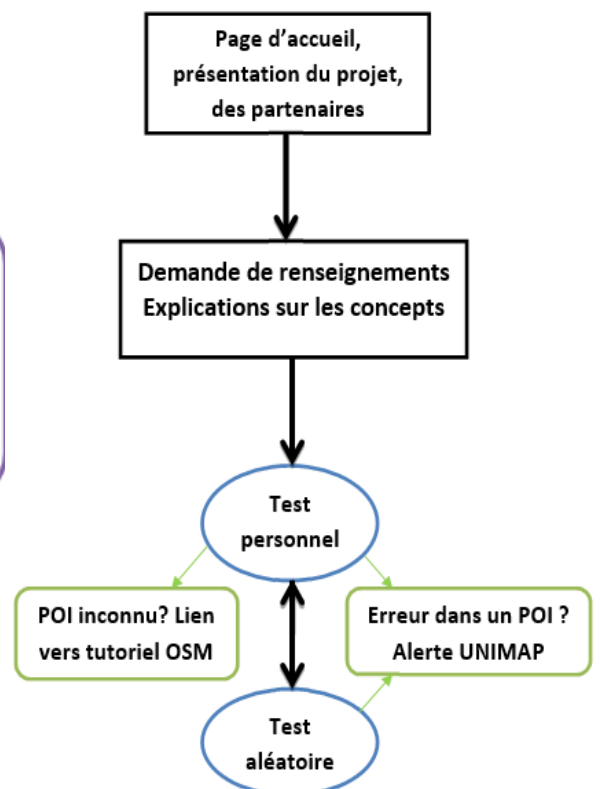 Page d'accueil,
présentation du projet,
des partenaires
Demande de renseignements
Explications sur les concepts
Test
personnel
POI inconnu? Lien
vers tutoriel OSM
Erreur dans un POI ?
Alerte UNIMAP
Test
aléatoire